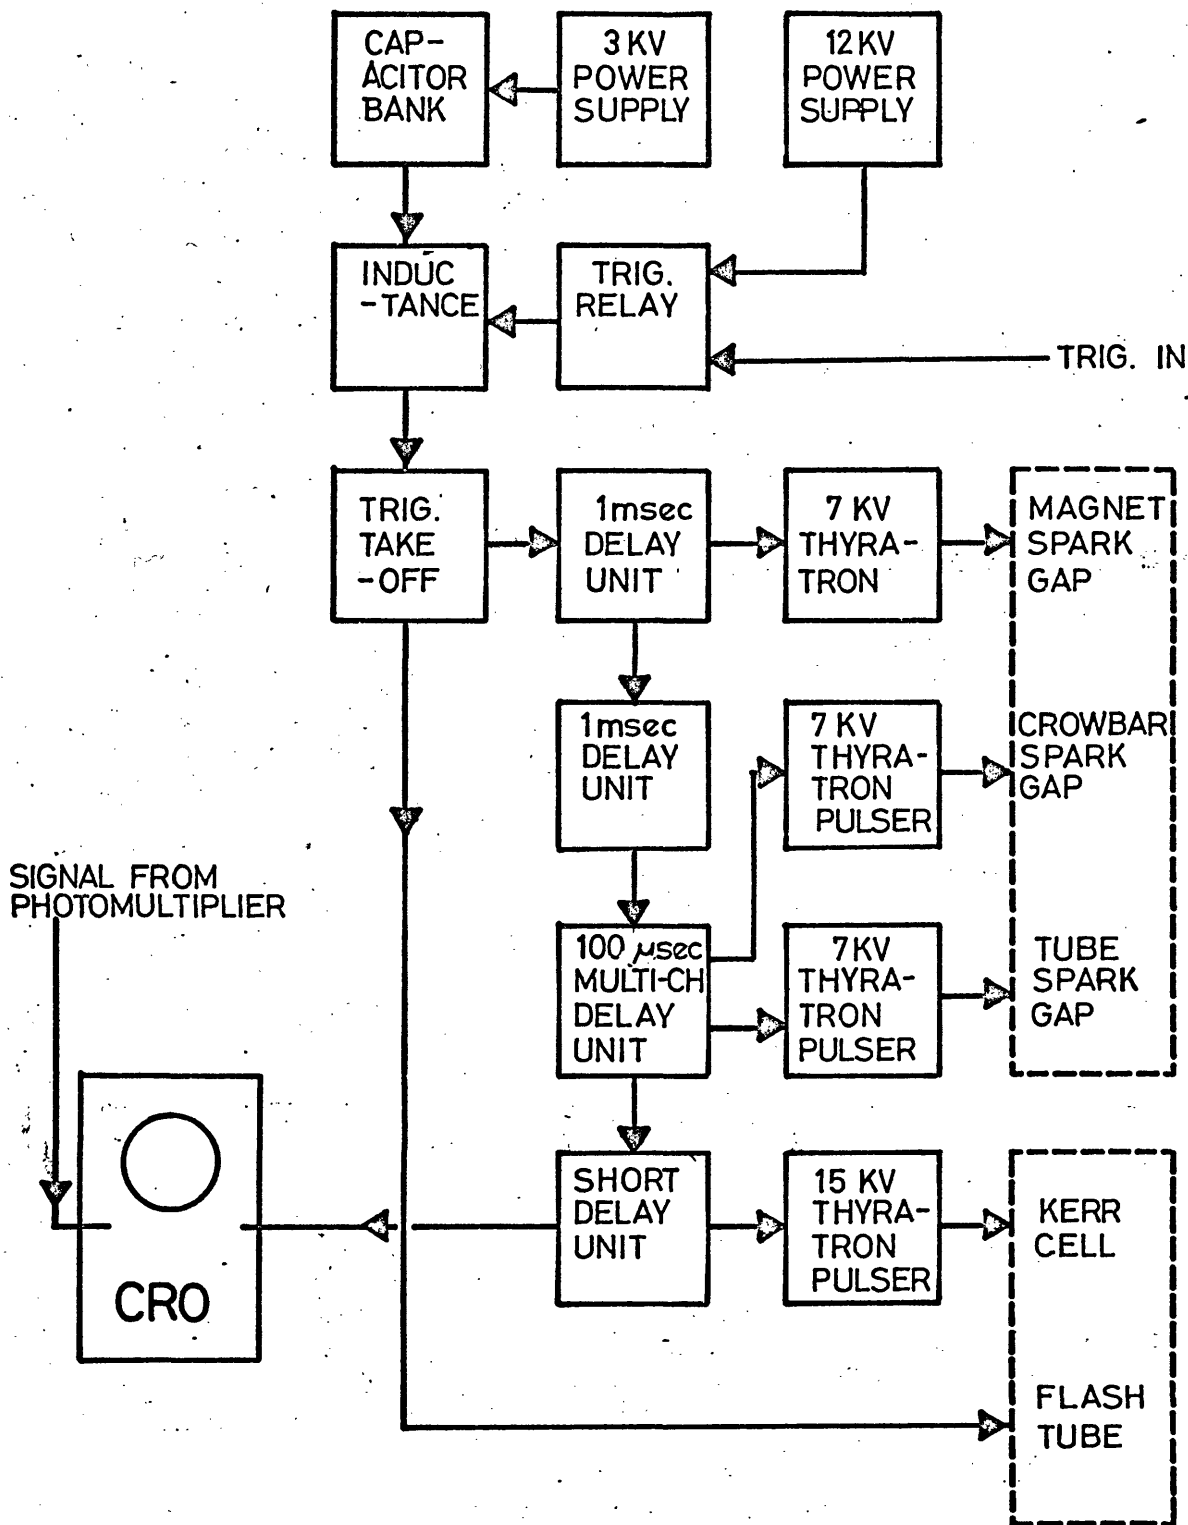 CAP-
ACITOR
BANK
3 KV
POWER
SUPPLY
12 KV
POWER
SUPPLY
INDUC
-TANCE
TRIG.
RELAY
TRIG. IN
TRIG.
TAKE
-OFF
1msec
DELAY
UNIT
7 KV
THYRA-
TRON
MAGNET
SPARK
GAP
1msec
DELAY
UNIT
7 KV
THYRA-
TRON
PULSER
CROWBAR
SPARK
GAP
SIGNAL FROM
PHOTOMULTIPLIER
100 μsec
MULTI-CH
DELAY
UNIT
7KV
THYRA-
TRON
PULSER
TUBE
SPARK
GAP
CRO
SHORT
DELAY
UNIT
15 KV
THYRA-
TRON
PULSER
KERR
CELL
FLASH
TUBE